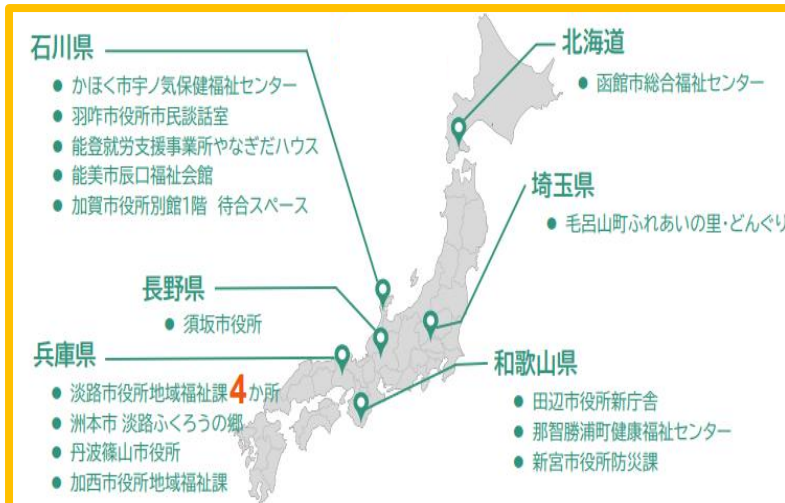 石川県
● かほく市宇ノ気保健福祉センター
● 羽咋市役所市民談話室
● 能登就労支援事業所やなぎだハウス
● 能美市辰口福祉会館
● 加賀市役所別館1階 待合スペース
北海道
● 函館市総合福祉センター
埼玉県
● 毛呂山町ふれあいの里・どんぐり
長野県
● 須坂市役所
兵庫県
● 淡路市役所地域福祉課4か所
● 洲本市 淡路ふくろうの郷
● 丹波篠山市役所
● 加西市役所地域福祉課
和歌山県
● 田辺市役所新庁舎
● 那智勝浦町健康福祉センター
● 新宮市役所防災課